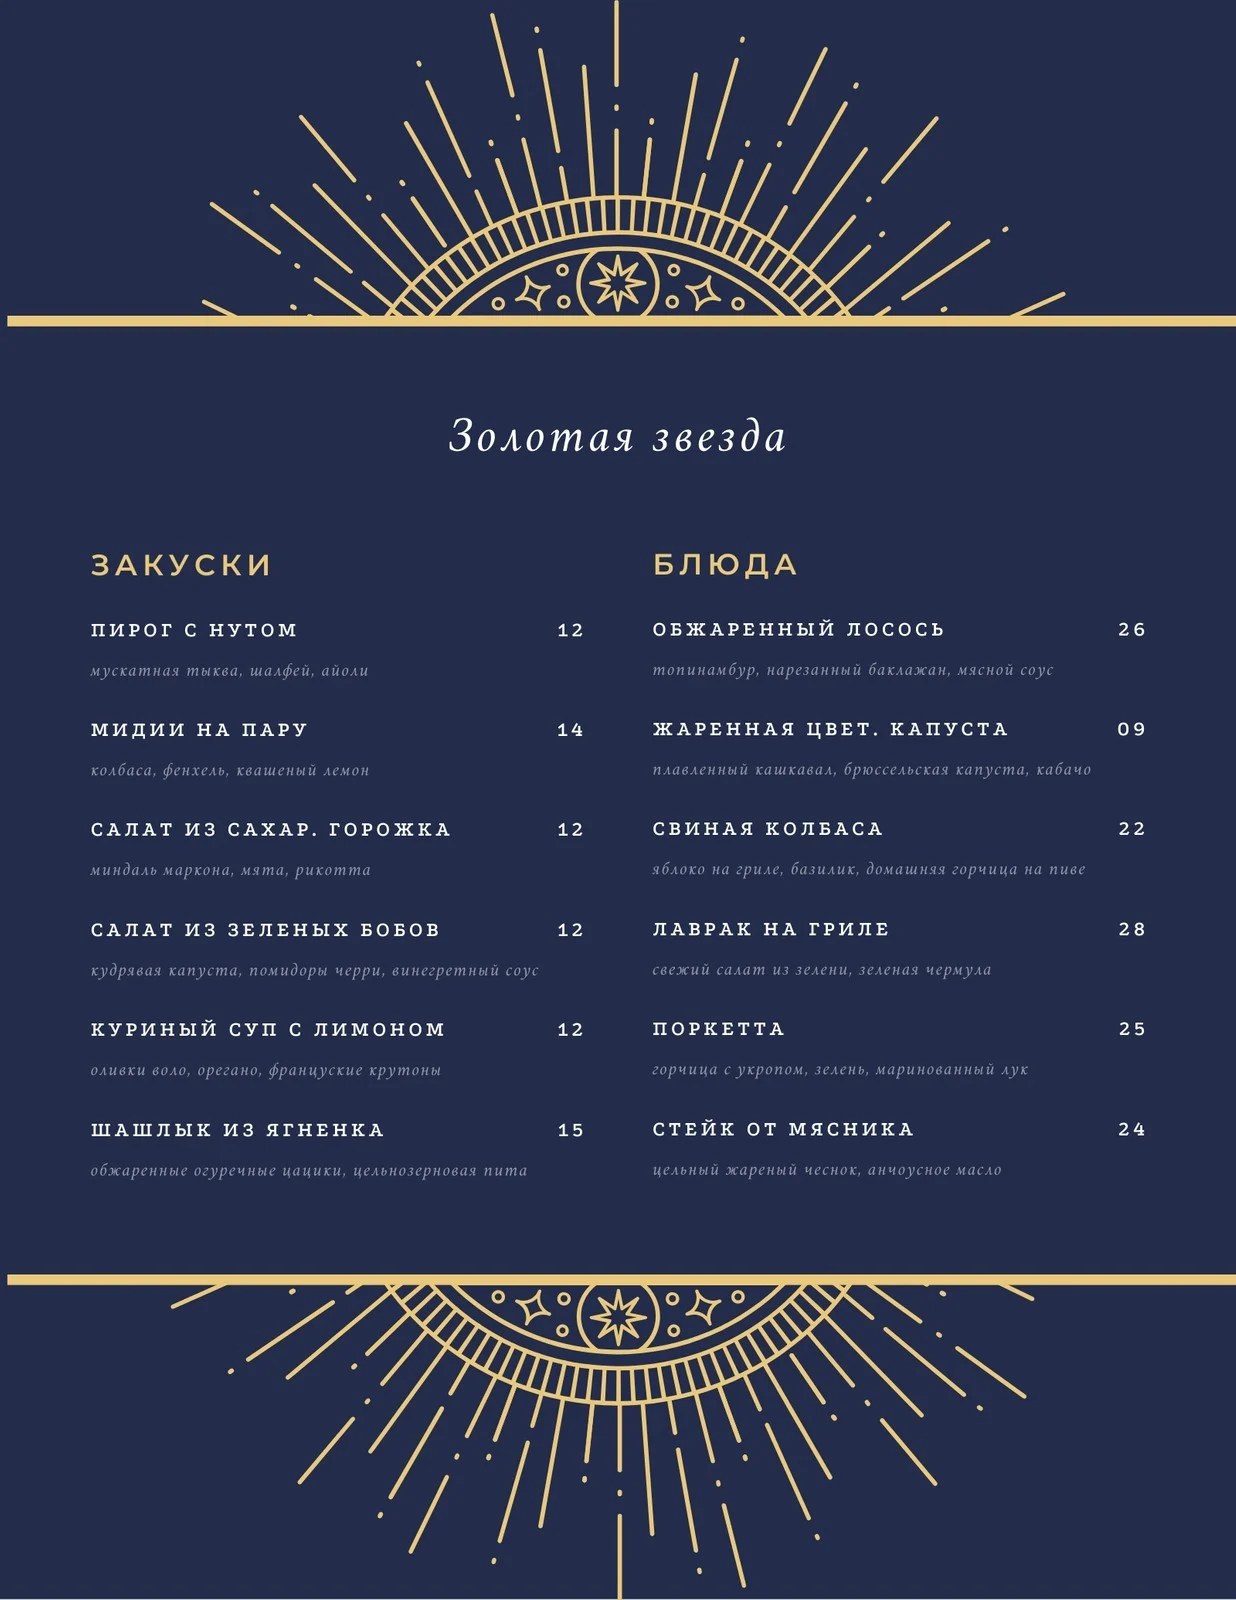 Золотая звезда
ЗАКУСКИ
ПИРОГ С НУТОМ 12
мускатная тыква, шалфей, айоли
МИДИИ НА ПАРУ 14
колбаса, фенхель, квашеный лемон
САЛАТ ИЗ САХАР. ГОРОЖКА 12
миндаль маркона, мята, рикотта
САЛАТ ИЗ ЗЕЛЕНЫХ БОБОВ 12
кудрявая капуста, помидоры черри, винегретный соус
КУРИНЫЙ СУП С ЛИМОНОМ 12
оливки воло, орегано, француские крутоны
ШАШЛЫК ИЗ ЯГНЕНКА 15
обжаренные огуречные цацики, цельнозерновая пита
БЛЮДА
ОБЖАРЕННЫЙ ЛОСОСЬ 26
топинамбур, нарезанный баклажан, мясной соус
ЖАРЕННАЯ ЦВЕТ. КАПУСТА 09
плавленный кашкавал, брюссельская капуста, кабачо
СВИНАЯ КОЛБАСА 22
яблоко на гриле, базилик, домашняя горчица на пиве
ЛАВРАК НА ГРИЛЕ 28
свежий салат из зелени, зеленая чермула
ПОРКЕТТА 25
горчица с укропом, зелень, маринованный лук
СТЕЙК ОТ МЯСНИКА 24
цельный жареный чеснок, анчоусное масло